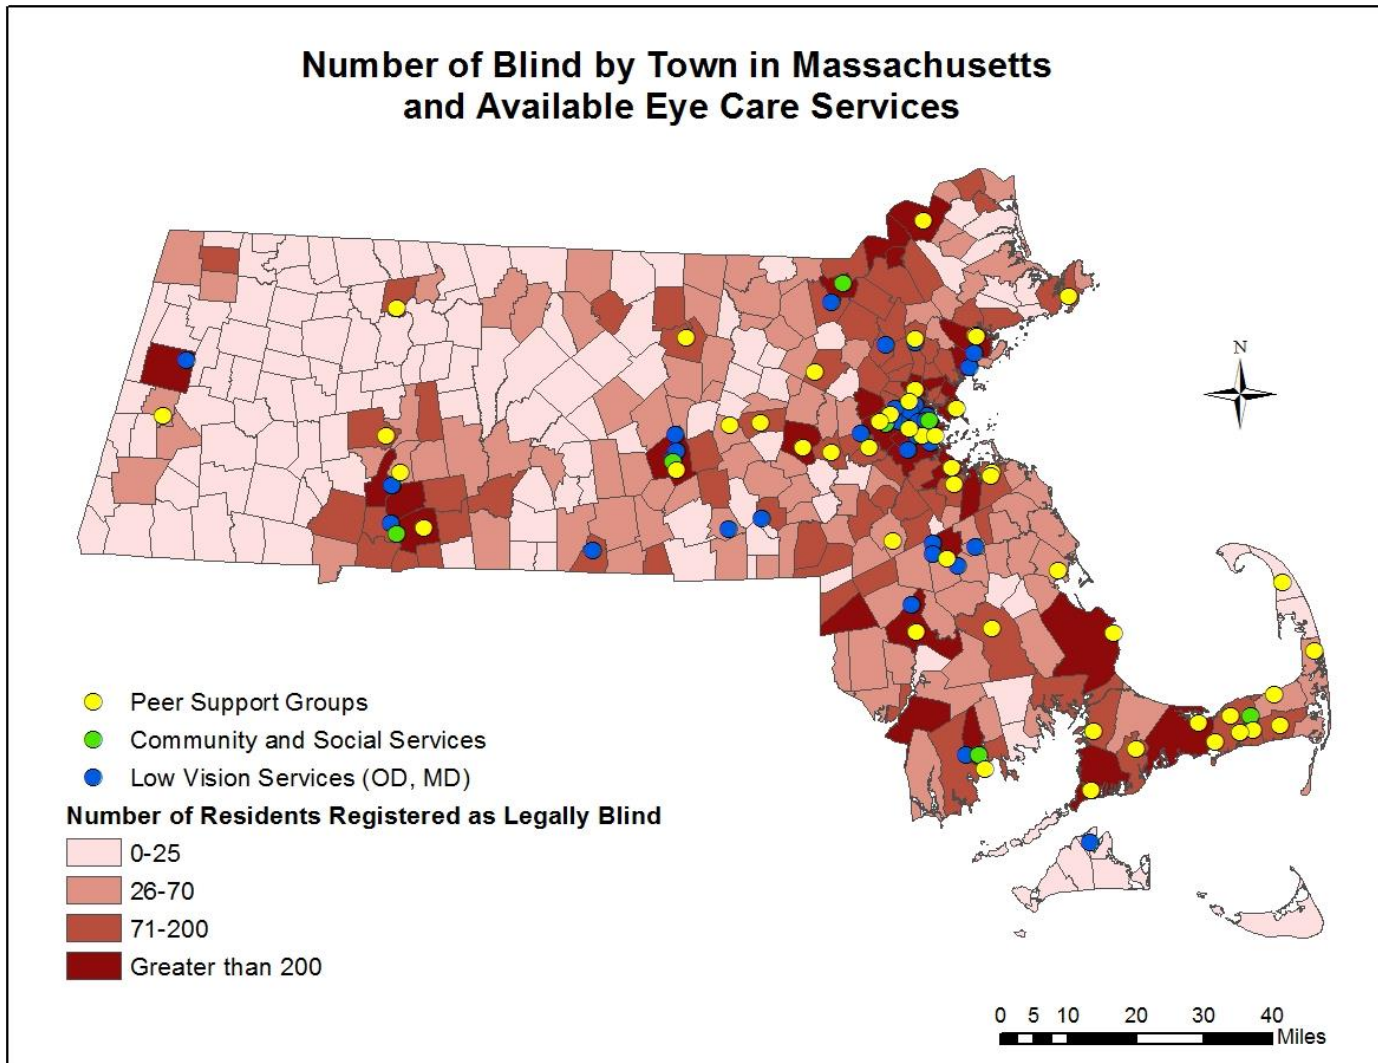 Number of Blind by Town in Massachusetts
and Available Eye Care Services
N
Peer Support Groups
Community and Social Services
Low Vision Services (OD, MD)
Number of Residents Registered as Legally Blind
0-25
26-70
71-200
Greater than 200
0 5 10 20 30 40
Miles